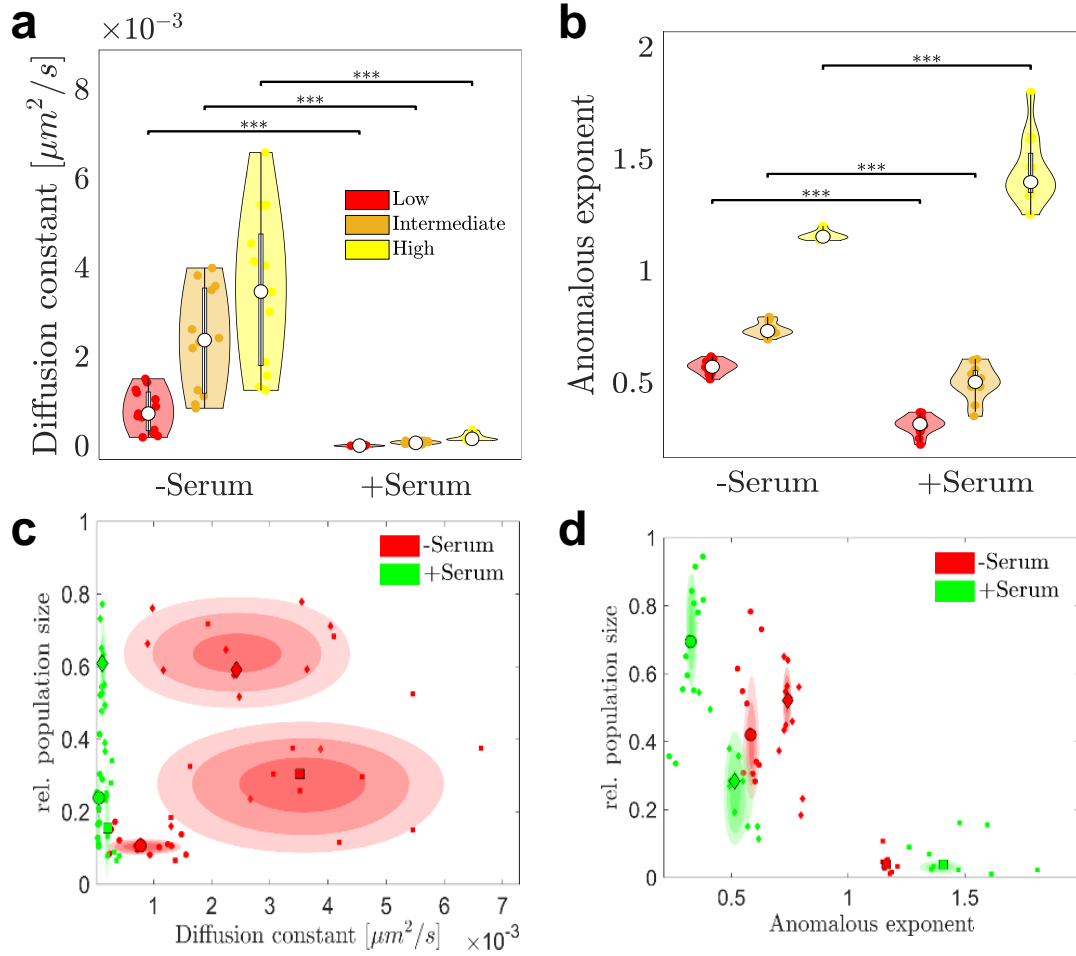 a
×10⁻³
Diffusion constant [μm²/s]
8
6
4
2
0
***
***
***
Low
Intermediate
High
-Serum
+Serum
b
Anomalous exponent
2
1.5
1
0.5
***
***
***
-Serum
+Serum
c
rel. population size
1
0.8
0.6
0.4
0.2
0
-Serum
+Serum
1
2
3
4
5
6
7
Diffusion constant [μm²/s]
×10⁻³
d
rel. population size
1
0.8
0.6
0.4
0.2
0
-Serum
+Serum
0.5
1
1.5
Anomalous exponent